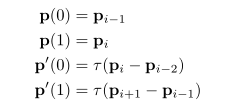 p(0) = p_{i−1}
p(1) = p_i
p′(0) = τ(p_i − p_{i−2})
p′(1) = τ(p_{i+1} − p_{i−1})